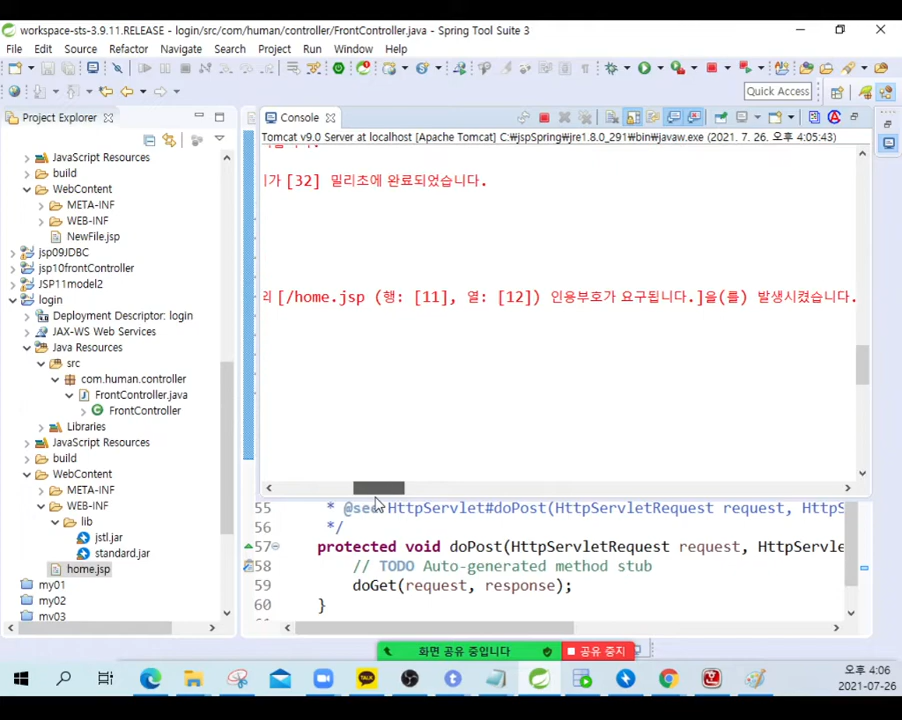 workspace-sts-3.9.11.RELEASE - login/src/com/human/controller/FrontController.java - Spring Tool Suite 3
File Edit Source Refactor Navigate Search Project Run Window Help
Quick Access
Project Explorer
JavaScript Resources
build
WebContent
META-INF
WEB-INF
NewFile.jsp
jsp09JDBC
jsp10frontController
JSP11model2
login
Deployment Descriptor: login
JAX-WS Web Services
Java Resources
src
com.human.controller
FrontController.java
FrontController
Libraries
JavaScript Resources
build
WebContent
META-INF
WEB-INF
lib
jstl.jar
standard.jar
home.jsp
my01
my02
my03
Console
Tomcat v9.0 Server at localhost [Apache Tomcat] C:₩jspSpring₩jre1.8.0_291₩bin₩javaw.exe (2021. 7. 26. 오후 4:05:43)
[32] 밀리초에 완료되었습니다.
[/home.jsp (행: [11], 열: [12]) 인용부호가 요구됩니다.]을(를) 발생시켰습니다.
55 * @see HttpServlet#doPost(HttpServletRequest request, HttpS
56 */
57 protected void doPost(HttpServletRequest request, HttpServle
58 // TODO Auto-generated method stub
59 doGet(request, response);
60 }
화면 공유 중입니다 공유 중지
TALK
오후 4:06
2021-07-26